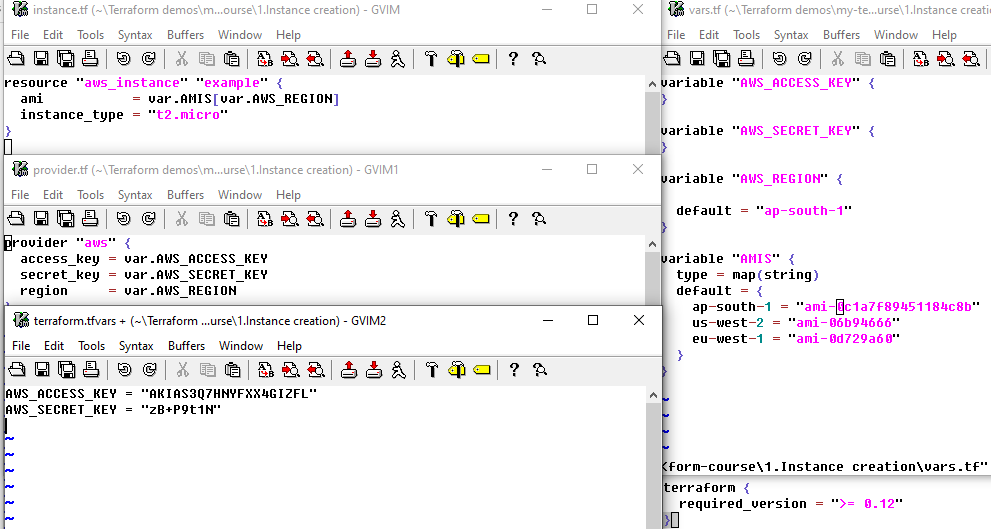 instance.tf (~\Terraform demos\m...ourse\1.Instance creation) - GVIM
File Edit Tools Syntax Buffers Window Help
resource "aws_instance" "example" {
  ami           = var.AMIS[var.AWS_REGION]
  instance_type = "t2.micro"
}
provider.tf (~\Terraform demos\m...ourse\1.Instance creation) - GVIM1
File Edit Tools Syntax Buffers Window Help
provider "aws" {
  access_key = var.AWS_ACCESS_KEY
  secret_key = var.AWS_SECRET_KEY
  region     = var.AWS_REGION
terraform.tfvars + (~\Terraform ...ourse\1.Instance creation) - GVIM2
File Edit Tools Syntax Buffers Window Help
AWS_ACCESS_KEY = "AKIAS3Q7HNYFXX4GIZFL"
AWS_SECRET_KEY = "zB+P9t1N"
~
~
~
~
~
~
vars.tf (~\Terraform demos\my-te...ourse\1.Instance creation
File Edit Tools Syntax Buffers Window Help
variable "AWS_ACCESS_KEY" {
}
variable "AWS_SECRET_KEY" {
}
variable "AWS_REGION" {
  default = "ap-south-1"
}
variable "AMIS" {
  type = map(string)
  default = {
    ap-south-1 = "ami-0c1a7f89451184c8b"
    us-west-2 = "ami-06b94666"
    eu-west-1 = "ami-0d729a60"
  }
}
~
~
~
~
<form-course\1.Instance creation\vars.tf"
terraform {
  required_version = ">= 0.12"
}